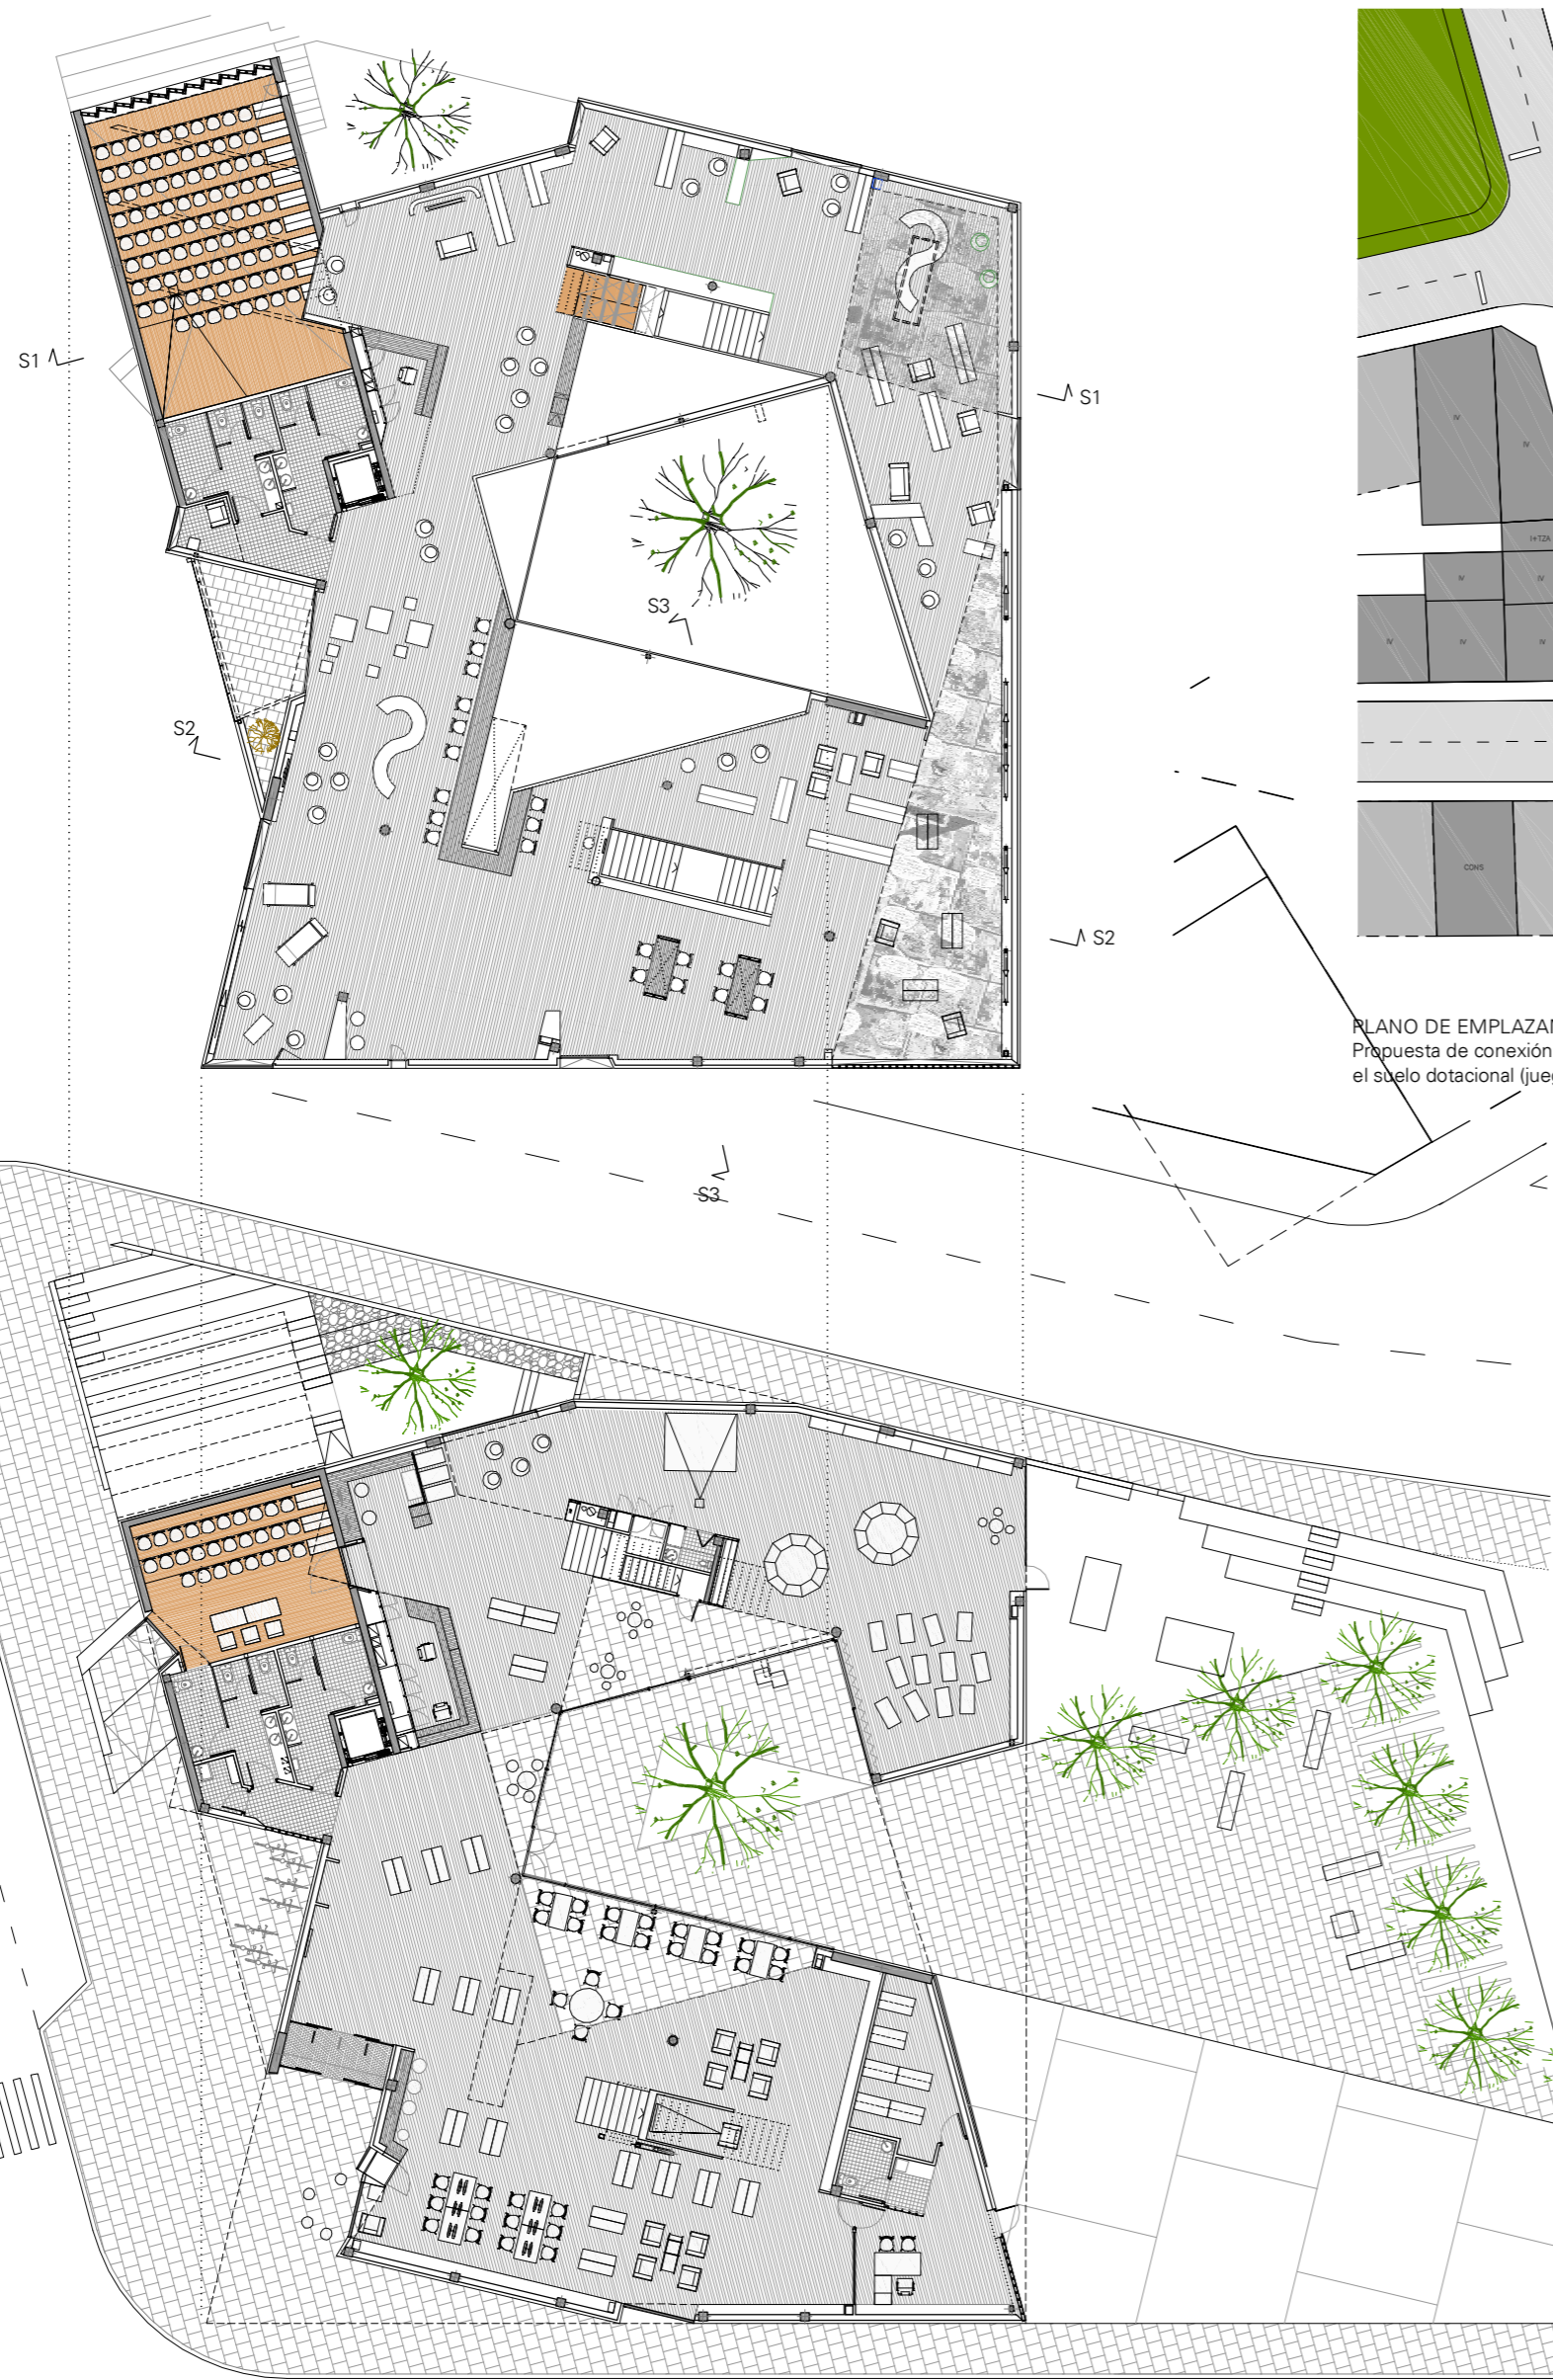 S1
S1
S3
S2
S2
S3
IV
IV
I+TZA
IV
IV
IV
IV
IV
CONS
PLANO DE EMPLAZAM
Propuesta de conexión
el suelo dotacional (jueg